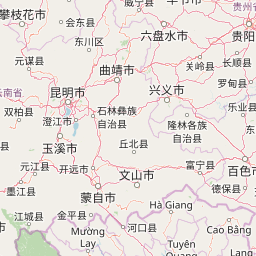 攀枝花市
会东县
威宁县
毕节市
六盘水市
贵州省
贵阳
东川区
元谋县
关岭县
长顺县
曲靖市
罗甸县
云南省
昆明市
兴义市
双柏县
石林彝族
自治县
乐业县
澄江市
隆林各族
自治县
玉溪市
丘北县
元江县
开远市
富宁县
百色市
墨江县
文山市
德保县
蒙自市
江城县
金平县
河口县
Hà Giang
Cao Bằng
Mường
Lay
Tuyên
Quang